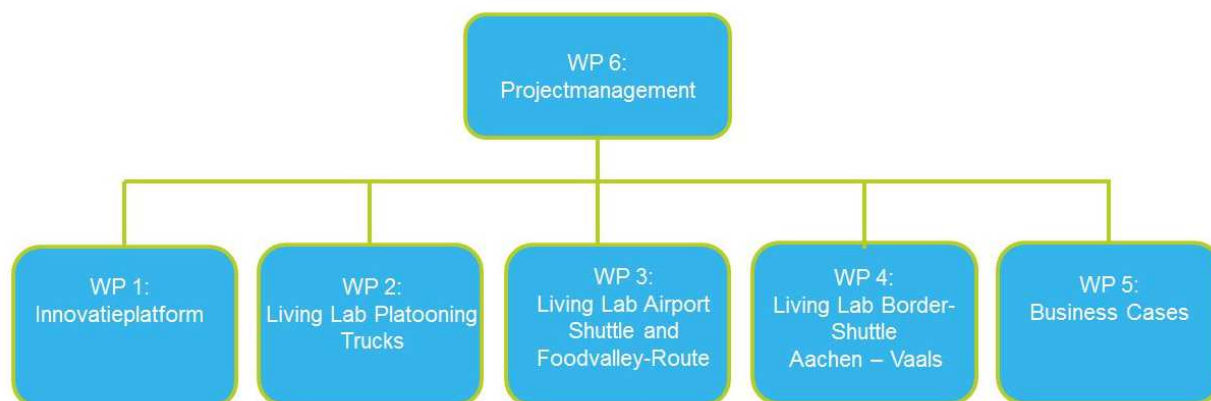 WP 6:
Projectmanagement
WP 1:
Innovatieplatform
WP 2:
Living Lab Platooning
Trucks
WP 3:
Living Lab Airport
Shuttle and
Foodvalley-Route
WP 4:
Living Lab Border-
Shuttle
Aachen – Vaals
WP 5:
Business Cases